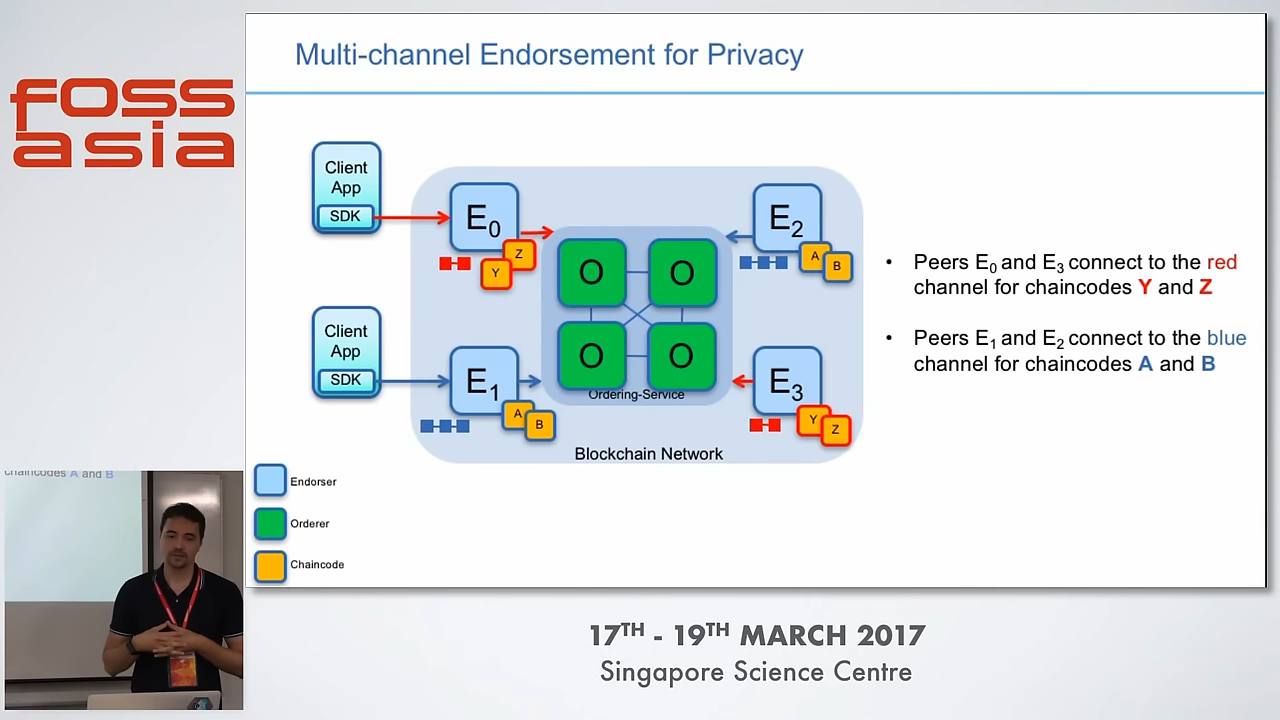 foss
asia
Multi-channel Endorsement for Privacy
Client
App
SDK
E0
Z
Y
E2
A
B
O
O
O
O
Ordering-Service
Client
App
SDK
E1
A
B
E3
Y
Z
Blockchain Network
• Peers E0 and E3 connect to the red
channel for chaincodes Y and Z
• Peers E1 and E2 connect to the blue
channel for chaincodes A and B
Endorser
Orderer
Chaincode
chaincodes A and B
17TH - 19TH MARCH 2017
Singapore Science Centre